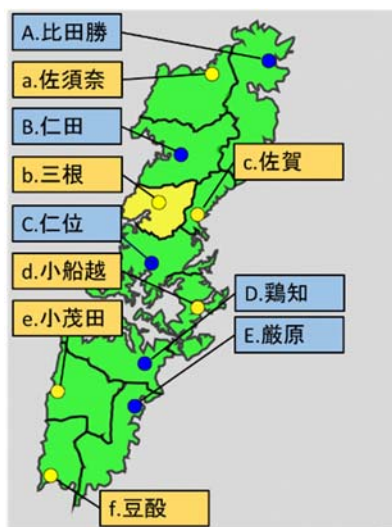 A.比田勝
a.佐須奈
B.仁田
b.三根
c.佐賀
C.仁位
d.小船越
D.鶏知
e.小茂田
E.厳原
f.豆酘